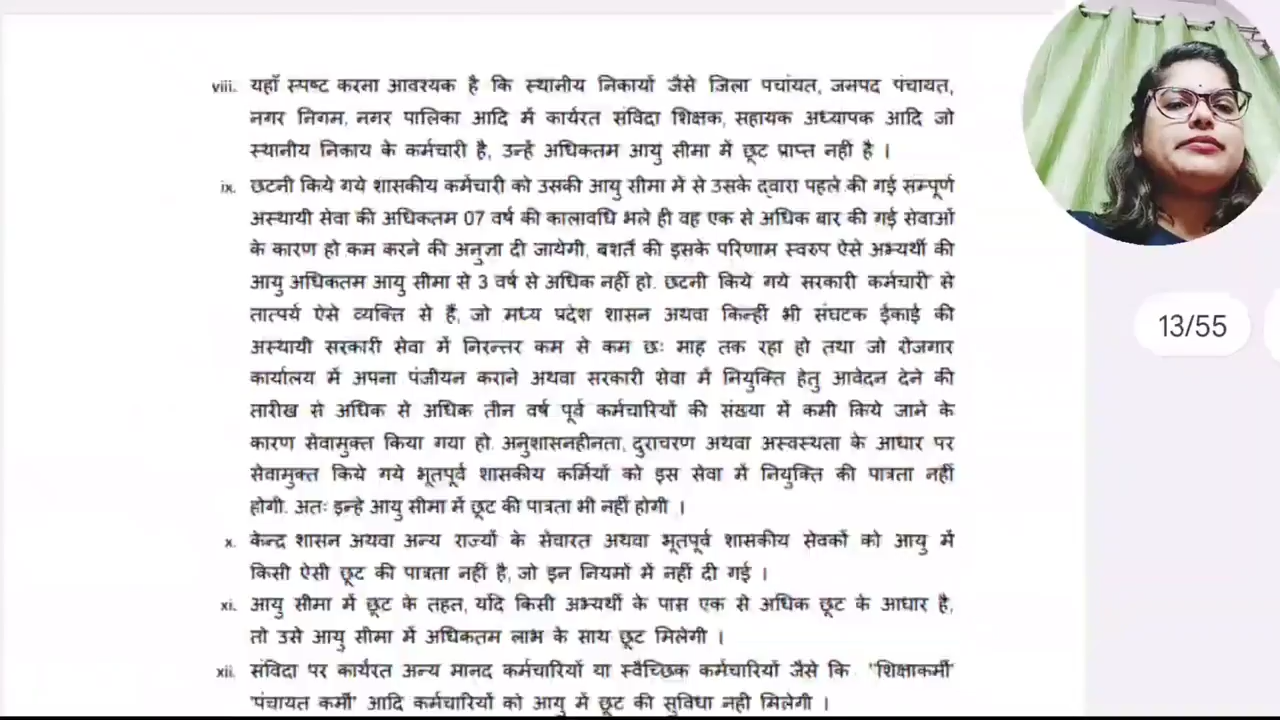 viii. यहाँ स्पष्ट करना आवश्यक है कि स्थानीय निकायों जैसे जिला पचांयत, जनपद पंचायत,
नगर निगम, नगर पालिका आदि में कार्यरत संविदा शिक्षक, सहायक अध्यापक आदि जो
स्थानीय निकाय के कर्मचारी है, उन्हें अधिकतम आयु सीमा में छूट प्राप्त नहीं है ।
ix. छटनी किये गये शासकीय कर्मचारी को उसकी आयु सीमा में से उसके द्वारा पहले की गई सम्पूर्ण
अस्थायी सेवा की अधिकतम 07 वर्ष की कालावधि भले ही वह एक से अधिक बार की गई सेवाओं
के कारण हो कम करने की अनुज्ञा दी जायेगी, बशर्ते की इसके परिणाम स्वरुप ऐसे अभ्यर्थी की
आयु अधिकतम आयु सीमा से 3 वर्ष से अधिक नहीं हो. छटनी किये गये सरकारी कर्मचारी से
तात्पर्य ऐसे व्यक्ति से हैं, जो मध्य प्रदेश शासन अथवा किन्हीं भी संघटक ईकाई की
अस्थायी सरकारी सेवा में निरन्तर कम से कम छः माह तक रहा हो तथा जो रोजगार
कार्यालय में अपना पंजीयन कराने अथवा सरकारी सेवा में नियुक्ति हेतु आवेदन देने की
तारीख से अधिक से अधिक तीन वर्ष पूर्व कर्मचारियों की संख्या में कमी किये जाने के
कारण सेवामुक्त किया गया हो. अनुशासनहीनता, दुराचरण अथवा अस्वस्थता के आधार पर
सेवामुक्त किये गये भूतपूर्व शासकीय कर्मियों को इस सेवा में नियुक्ति की पात्रता नहीं
होगी. अतः इन्हे आयु सीमा में छूट की पात्रता भी नहीं होगी ।
x. केन्द्र शासन अथवा अन्य राज्यों के सेवारत अथवा भूतपूर्व शासकीय सेवकों को आयु में
किसी ऐसी छूट की पात्रता नहीं है, जो इन नियमों में नहीं दी गई ।
xi. आयु सीमा में छूट के तहत, यदि किसी अभ्यर्थी के पास एक से अधिक छूट के आधार है,
तो उसे आयु सीमा में अधिकतम लाभ के साथ छूट मिलेगी ।
xii. संविदा पर कार्यरत अन्य मानद कर्मचारियों या स्वैच्छिक कर्मचारियों जैसे कि "शिक्षाकर्मी"
"पंचायत कर्मी" आदि कर्मचारियों को आयु में छूट की सुविधा नही मिलेगी ।
13/55